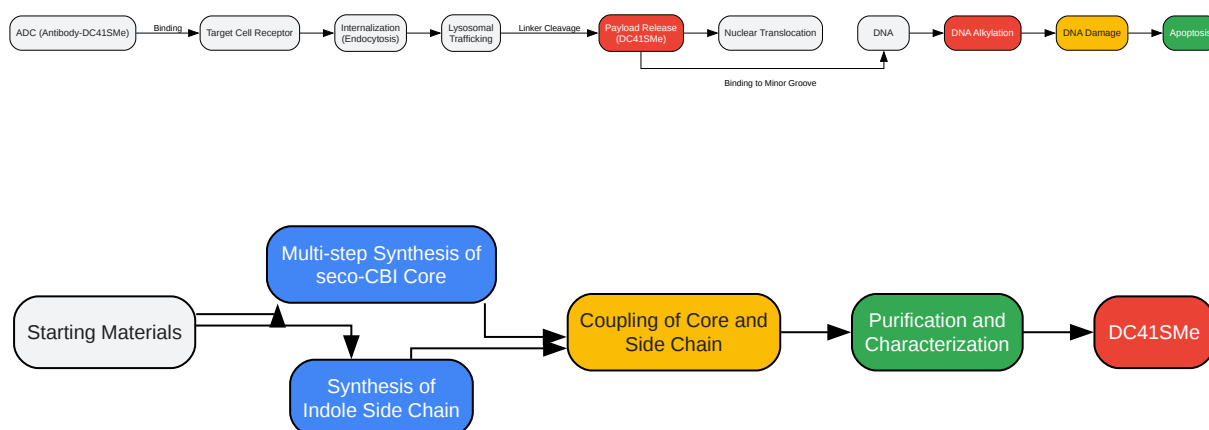 ADC (Antibody-DC41SMe)
Binding
Target Cell Receptor
Internalization
(Endocytosis)
Lysosomal
Trafficking
Linker Cleavage
Payload Release
(DC41SMe)
Nuclear Translocation
DNA
DNA Alkylation
DNA Damage
Apoptosis
Binding to Minor Groove
Starting Materials
Multi-step Synthesis of
seco-CBI Core
Synthesis of
Indole Side Chain
Coupling of Core and
Side Chain
Purification and
Characterization
DC41SMe